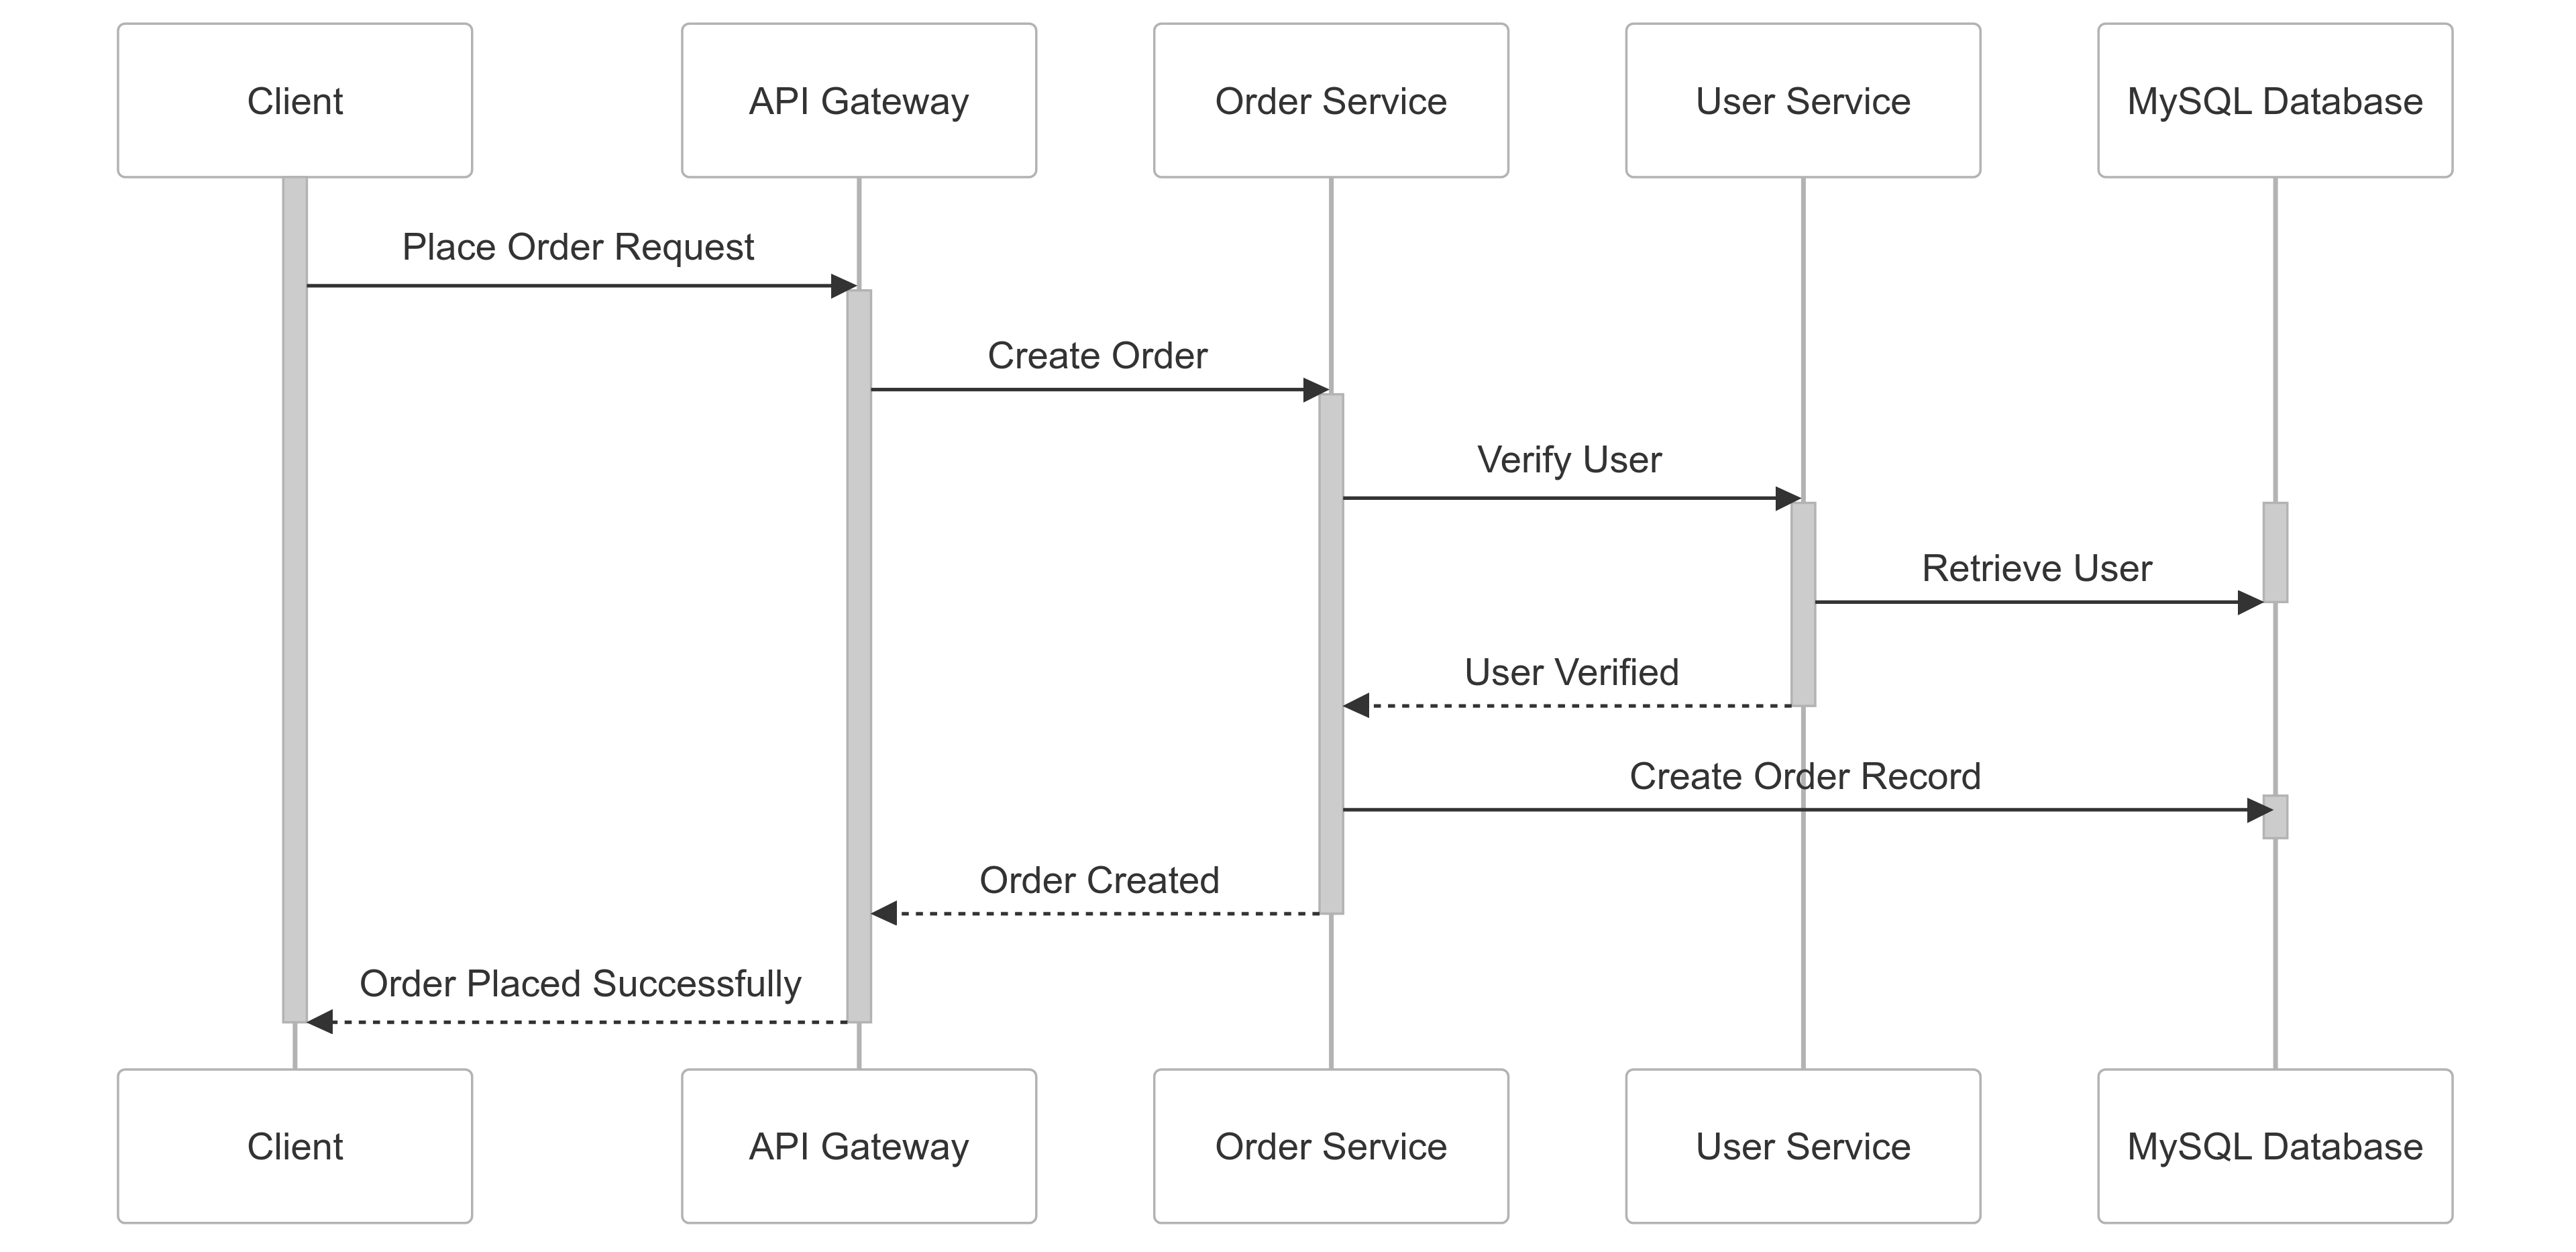 Client
API Gateway
Order Service
User Service
MySQL Database
Place Order Request
Create Order
Verify User
Retrieve User
User Verified
Create Order Record
Order Created
Order Placed Successfully
Client
API Gateway
Order Service
User Service
MySQL Database